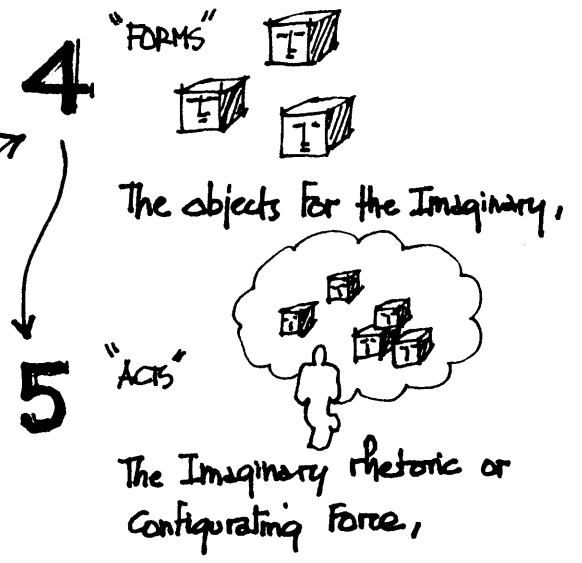 4 "FORMS"
The objects for the Imaginary,
5 "ACTS"
The Imaginary rhetoric or
Configurating Force,